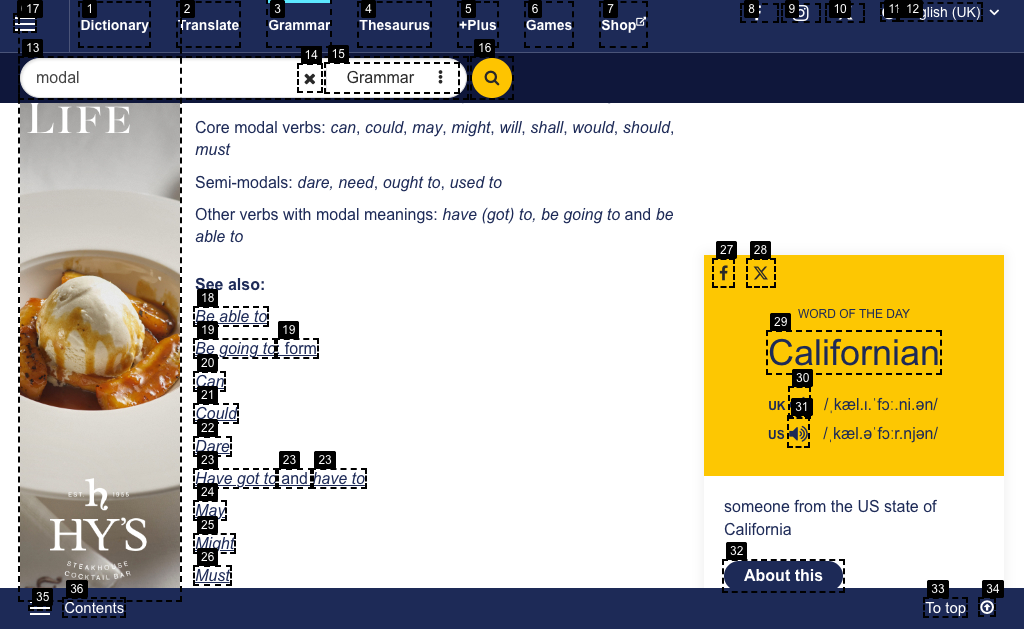 17 2 3 4 5 6 7 8 9 10 11 12
Dictionary Translate Grammar Thesaurus +Plus Games Shop glish (UK)
13 14 15 16
modal Grammar
LIFE
Core modal verbs: can, could, may, might, will, shall, would, should,
must
Semi-modals: dare, need, ought to, used to
Other verbs with modal meanings: have (got) to, be going to and be
able to
See also:
18
Be able to
19 19
Be going to: form
20
Can
21
Could
22
Dare
23 23 23
Have got to and have to
24
May
25
Might
26
Must
EST 1955
h
HY'S
STEAKHOUSE
COCKTAIL BAR
27 28
WORD OF THE DAY
29
Californian
30
UK /ˌkæl.ɪ.ˈfɔː.ni.ən/
31
US /ˌkæl.əˈfɔːr.njən/
someone from the US state of
California
32
About this
35 36 33 34
Contents To top